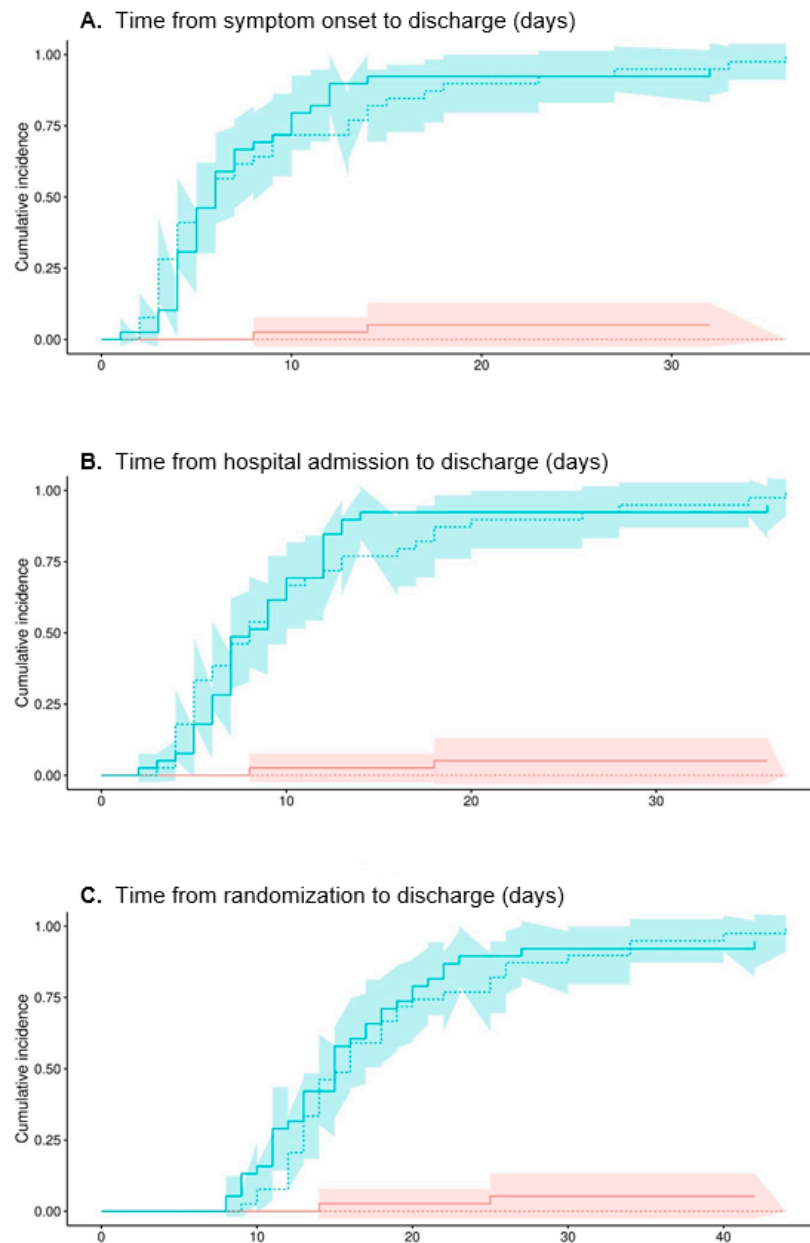 A. Time from symptom onset to discharge (days)
1.00
0.75
0.50
0.25
0.00
Cumulative incidence
0 10 20 30
B. Time from hospital admission to discharge (days)
1.00
0.75
0.50
0.25
0.00
Cumulative incidence
0 10 20 30
C. Time from randomization to discharge (days)
1.00
0.75
0.50
0.25
0.00
Cumulative incidence
0 10 20 30 40